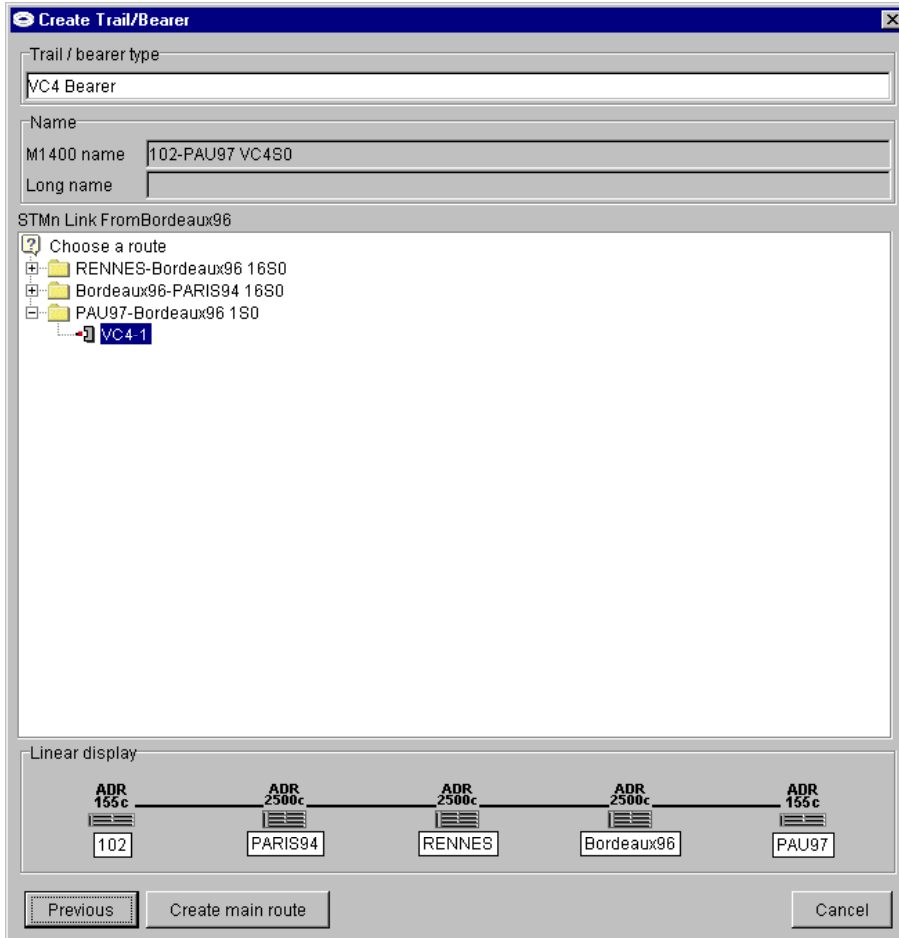 Create Trail/Bearer
Trail / bearer type
VC4 Bearer
Name
M1400 name 102-PAU97 VC4S0
Long name
STMn Link FromBordeaux96
Choose a route
RENNES-Bordeaux96 16S0
Bordeaux96-PARIS94 16S0
PAU97-Bordeaux96 1S0
VC4-1
Linear display
ADR ADR ADR ADR ADR
155c 2500c 2500c 2500c 155c
102 PARIS94 RENNES Bordeaux96 PAU97
Previous Create main route Cancel